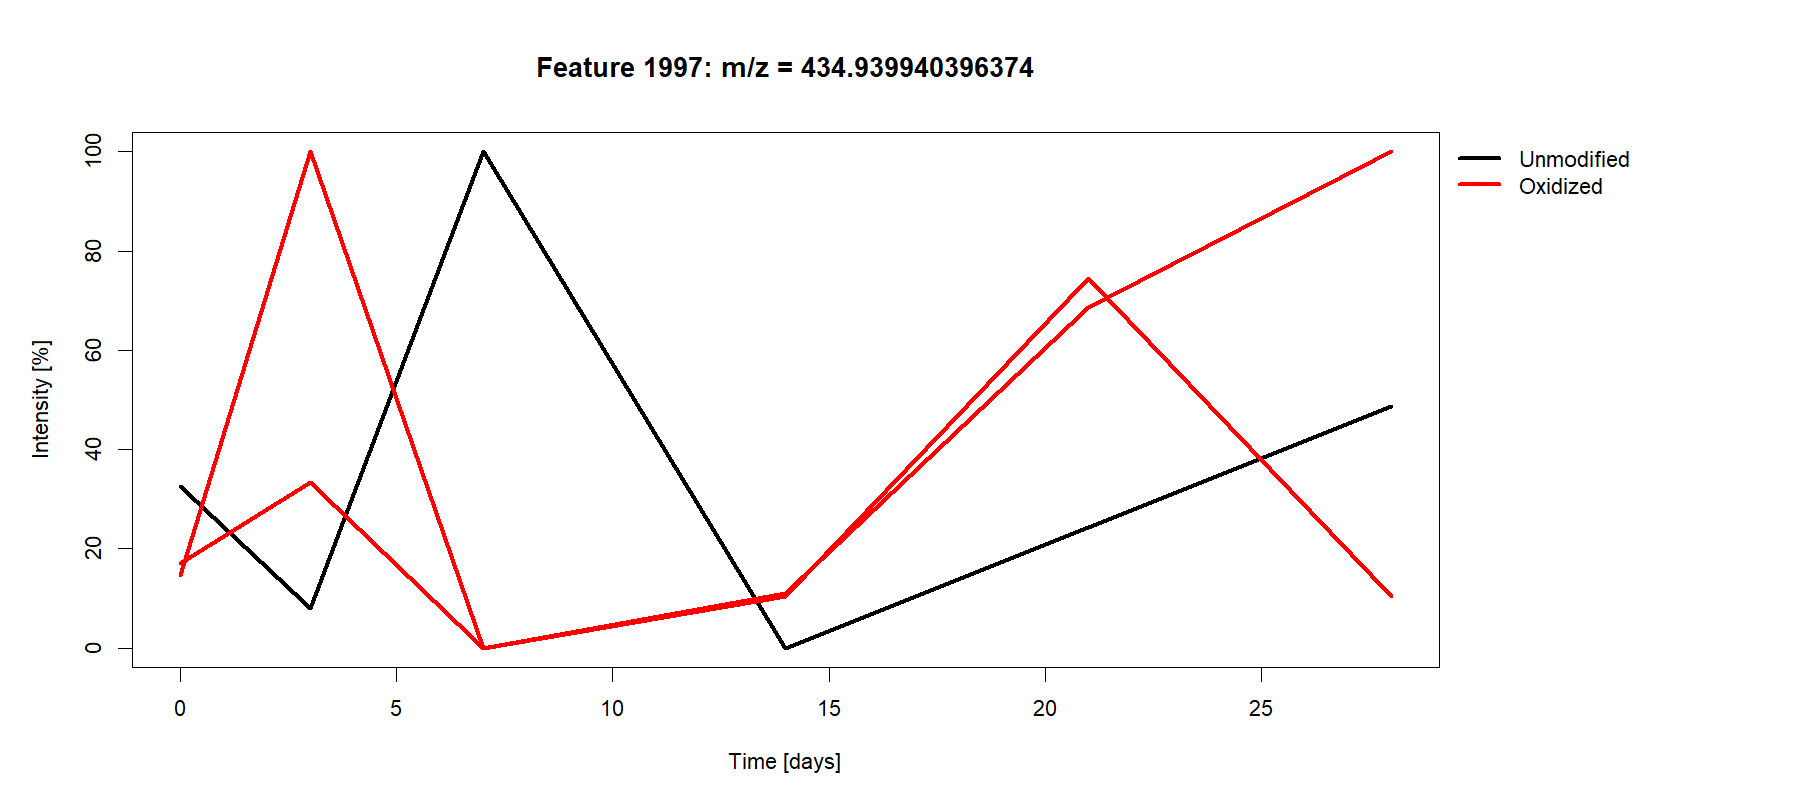 Feature 1997: m/z = 434.939940396374
100
80
60
40
20
0
Intensity [%]
0 5 10 15 20 25
Time [days]
Unmodified
Oxidized